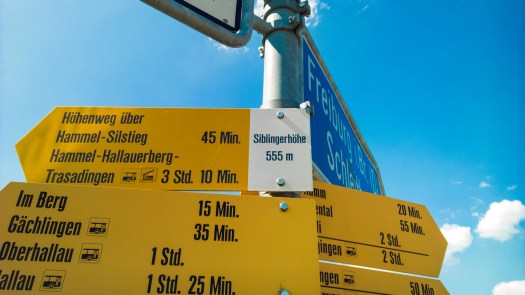 Freiburg
Höhenweg über
Hammel-Silstieg 45 Min.
Hammel-Hallauerberg-
Trasadingen 3 Std. 10 Min.
Siblingerhöhe
555 m
Im Berg 15 Min.
Gächlingen 35 Min.
Oberhallau 1 Std.
1 Std. 25 Min.
20 Min.
55 Min.
2 Std.
2 Std.
50 Min.